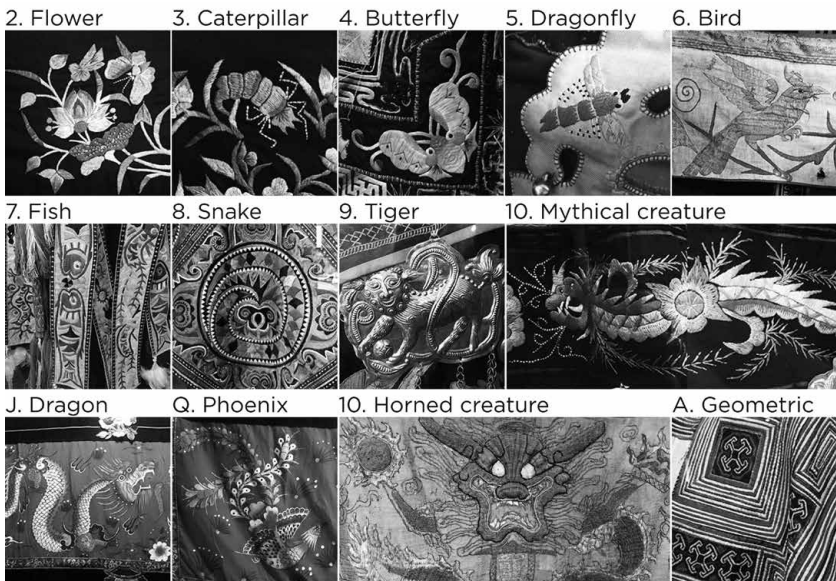 2. Flower 3. Caterpillar 4. Butterfly 5. Dragonfly 6. Bird
7. Fish 8. Snake 9. Tiger 10. Mythical creature
J. Dragon Q. Phoenix 10. Horned creature A. Geometric